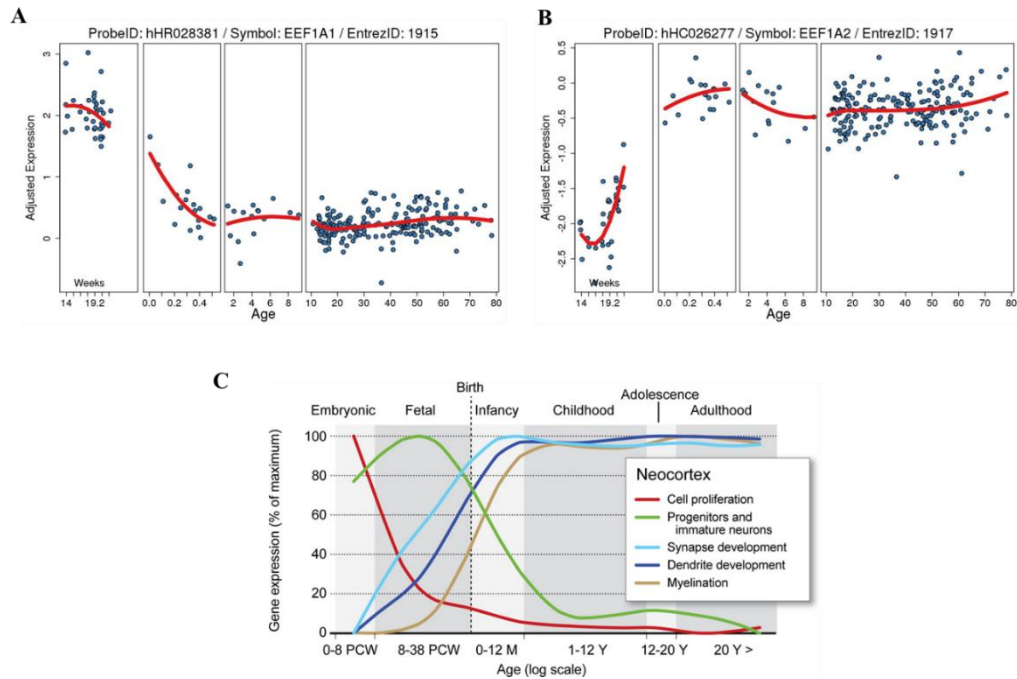 A
ProbeID: hHR028381 / Symbol: EEF1A1 / EntrezID: 1915
Adjusted Expression
3
2
1
0
Weeks
14 19.2
0.0 0.2 0.4
2 4 6 8
10 20 30 40 50 60 70 80
Age
B
ProbeID: hHC026277 / Symbol: EEF1A2 / EntrezID: 1917
Adjusted Expression
0.5
0.0
-0.5
-1.0
-1.5
-2.0
-2.5
Weeks
14 19.2
0.0 0.2 0.4
2 4 6 8
10 20 30 40 50 60 70 80
Age
C
Birth
Adolescence
Embryonic Fetal Infancy Childhood Adulthood
Gene expression (% of maximum)
100
80
60
40
20
0
Neocortex
Cell proliferation
Progenitors and
immature neurons
Synapse development
Dendrite development
Myelination
0-8 PCW 8-38 PCW 0-12 M 1-12 Y 12-20 Y 20 Y >
Age (log scale)